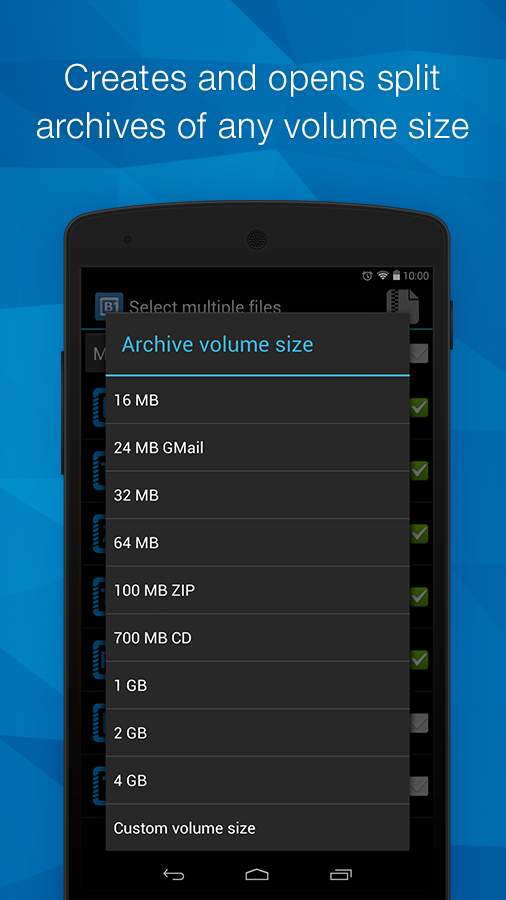 Creates and opens split
archives of any volume size
10:00
B1 Select multiple files
M
Archive volume size
16 MB
24 MB GMail
32 MB
64 MB
100 MB ZIP
700 MB CD
1 GB
2 GB
4 GB
Custom volume size